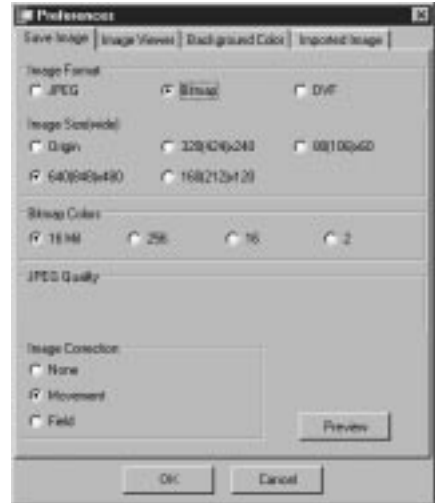 Preferences
Save Image Image Viewer Background Color Imported Image
Image Format
JPEG Bitmap DVF
Image Size(wide)
Origin 320(424)x240 80(106)x60
640(848)x480 160(212)x120
Bitmap Colors
16 Mil 256 16 2
JPEG Quality
Image Correction
None
Movement
Field
Preview
OK Cancel